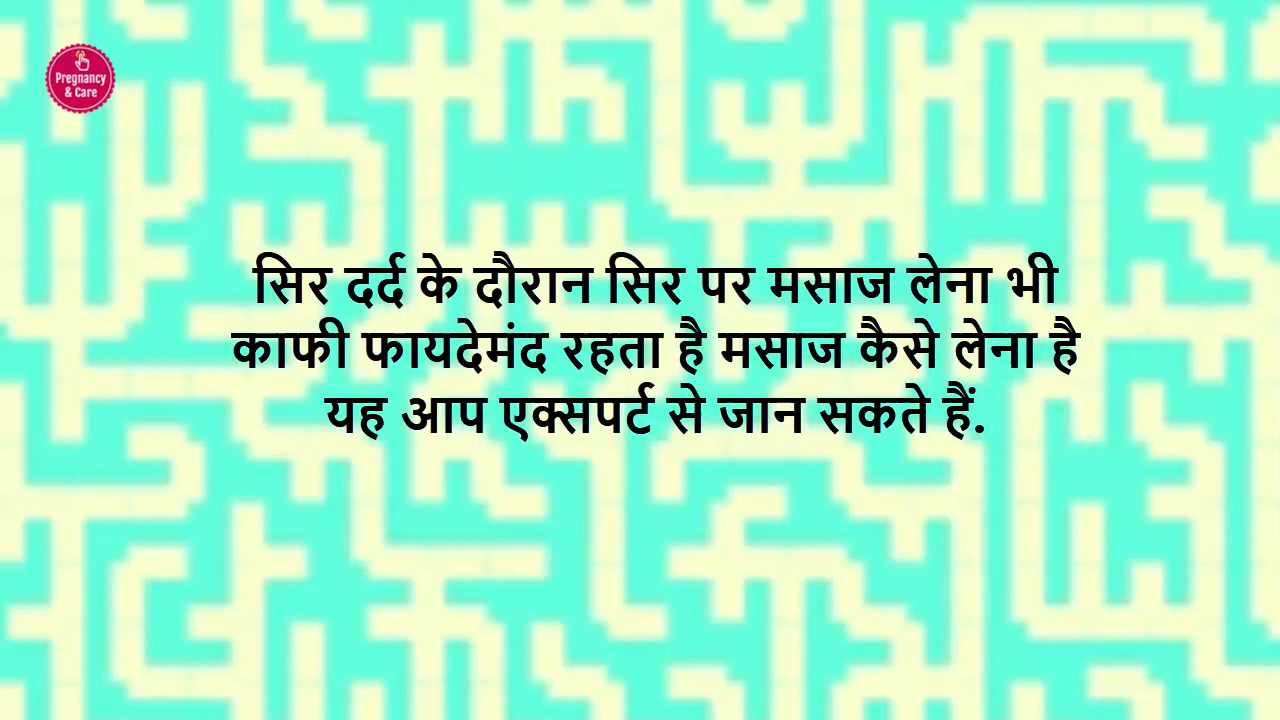 Pregnancy
& Care
सिर दर्द के दौरान सिर पर मसाज लेना भी
काफी फायदेमंद रहता है मसाज कैसे लेना है
यह आप एक्सपर्ट से जान सकते हैं.